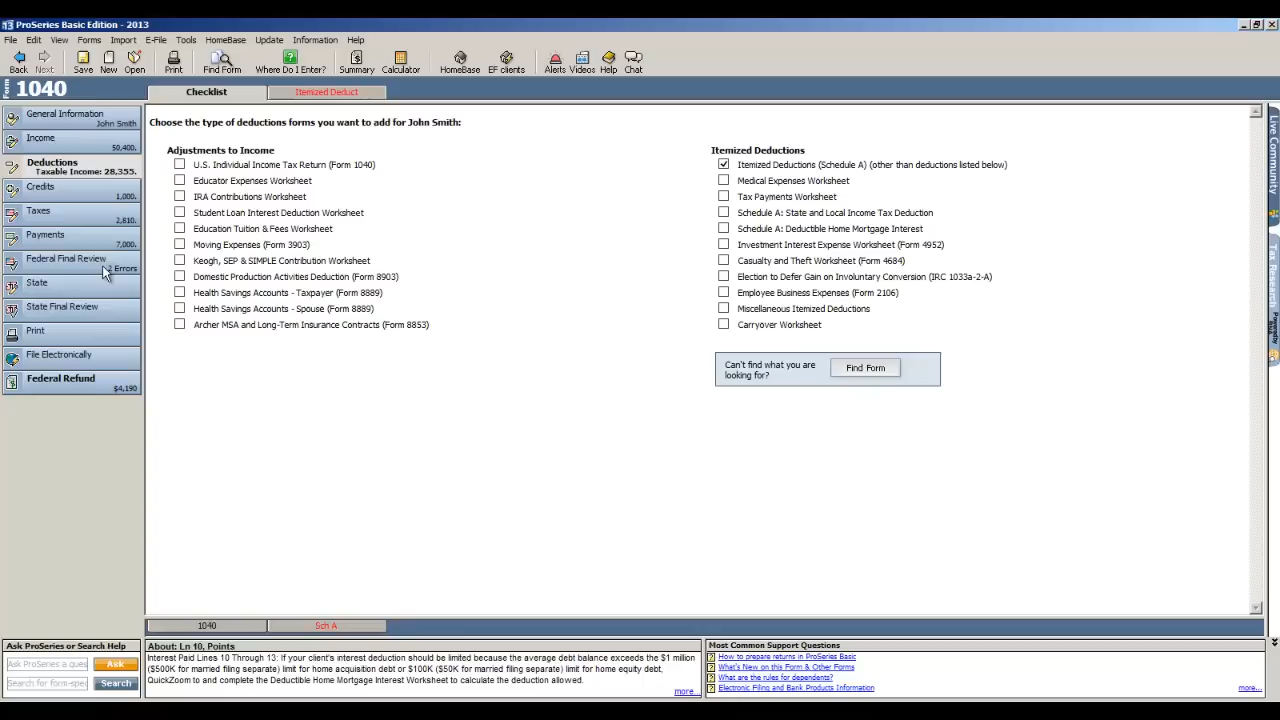 ProSeries Basic Edition - 2013
File Edit View Forms Import E-File Tools HomeBase Update Information Help
Back Next Save New Open Print Find Form Where Do I Enter? Summary Calculator HomeBase EF clients Alerts Videos Help Chat
Form 1040
Checklist
Itemized Deduct
General Information
John Smith
Income
50,400.
Deductions
Taxable Income: 28,355.
Credits
1,000.
Taxes
2,810.
Payments
7,000.
Federal Final Review
Errors
State
State Final Review
Print
File Electronically
Federal Refund
$4,190
Choose the type of deductions forms you want to add for John Smith:
Adjustments to Income
U.S. Individual Income Tax Return (Form 1040)
Educator Expenses Worksheet
IRA Contributions Worksheet
Student Loan Interest Deduction Worksheet
Education Tuition & Fees Worksheet
Moving Expenses (Form 3903)
Keogh, SEP & SIMPLE Contribution Worksheet
Domestic Production Activities Deduction (Form 8903)
Health Savings Accounts - Taxpayer (Form 8889)
Health Savings Accounts - Spouse (Form 8889)
Archer MSA and Long-Term Insurance Contracts (Form 8853)
Itemized Deductions
Itemized Deductions (Schedule A) (other than deductions listed below)
Medical Expenses Worksheet
Tax Payments Worksheet
Schedule A: State and Local Income Tax Deduction
Schedule A: Deductible Home Mortgage Interest
Investment Interest Expense Worksheet (Form 4952)
Casualty and Theft Worksheet (Form 4684)
Election to Defer Gain on Involuntary Conversion (IRC 1033a-2-A)
Employee Business Expenses (Form 2106)
Miscellaneous Itemized Deductions
Carryover Worksheet
Can't find what you are
looking for?
Find Form
Live Community
Tax Research
Powered by
1040
Sch A
Ask ProSeries or Search Help
Ask ProSeries a ques
Ask
Search for form-spec
Search
About: Ln 10, Points
Interest Paid Lines 10 Through 13: If your client's interest deduction should be limited because the average debt balance exceeds the $1 million
($500K for married filing separate) limit for home acquisition debt or $100K ($50K for married filing separate) limit for home equity debt,
QuickZoom to and complete the Deductible Home Mortgage Interest Worksheet to calculate the deduction allowed.
more...
Most Common Support Questions
How to prepare returns in ProSeries Basic
What's New on this Form & Other Forms
What are the rules for dependents?
Electronic Filing and Bank Products Information
more...